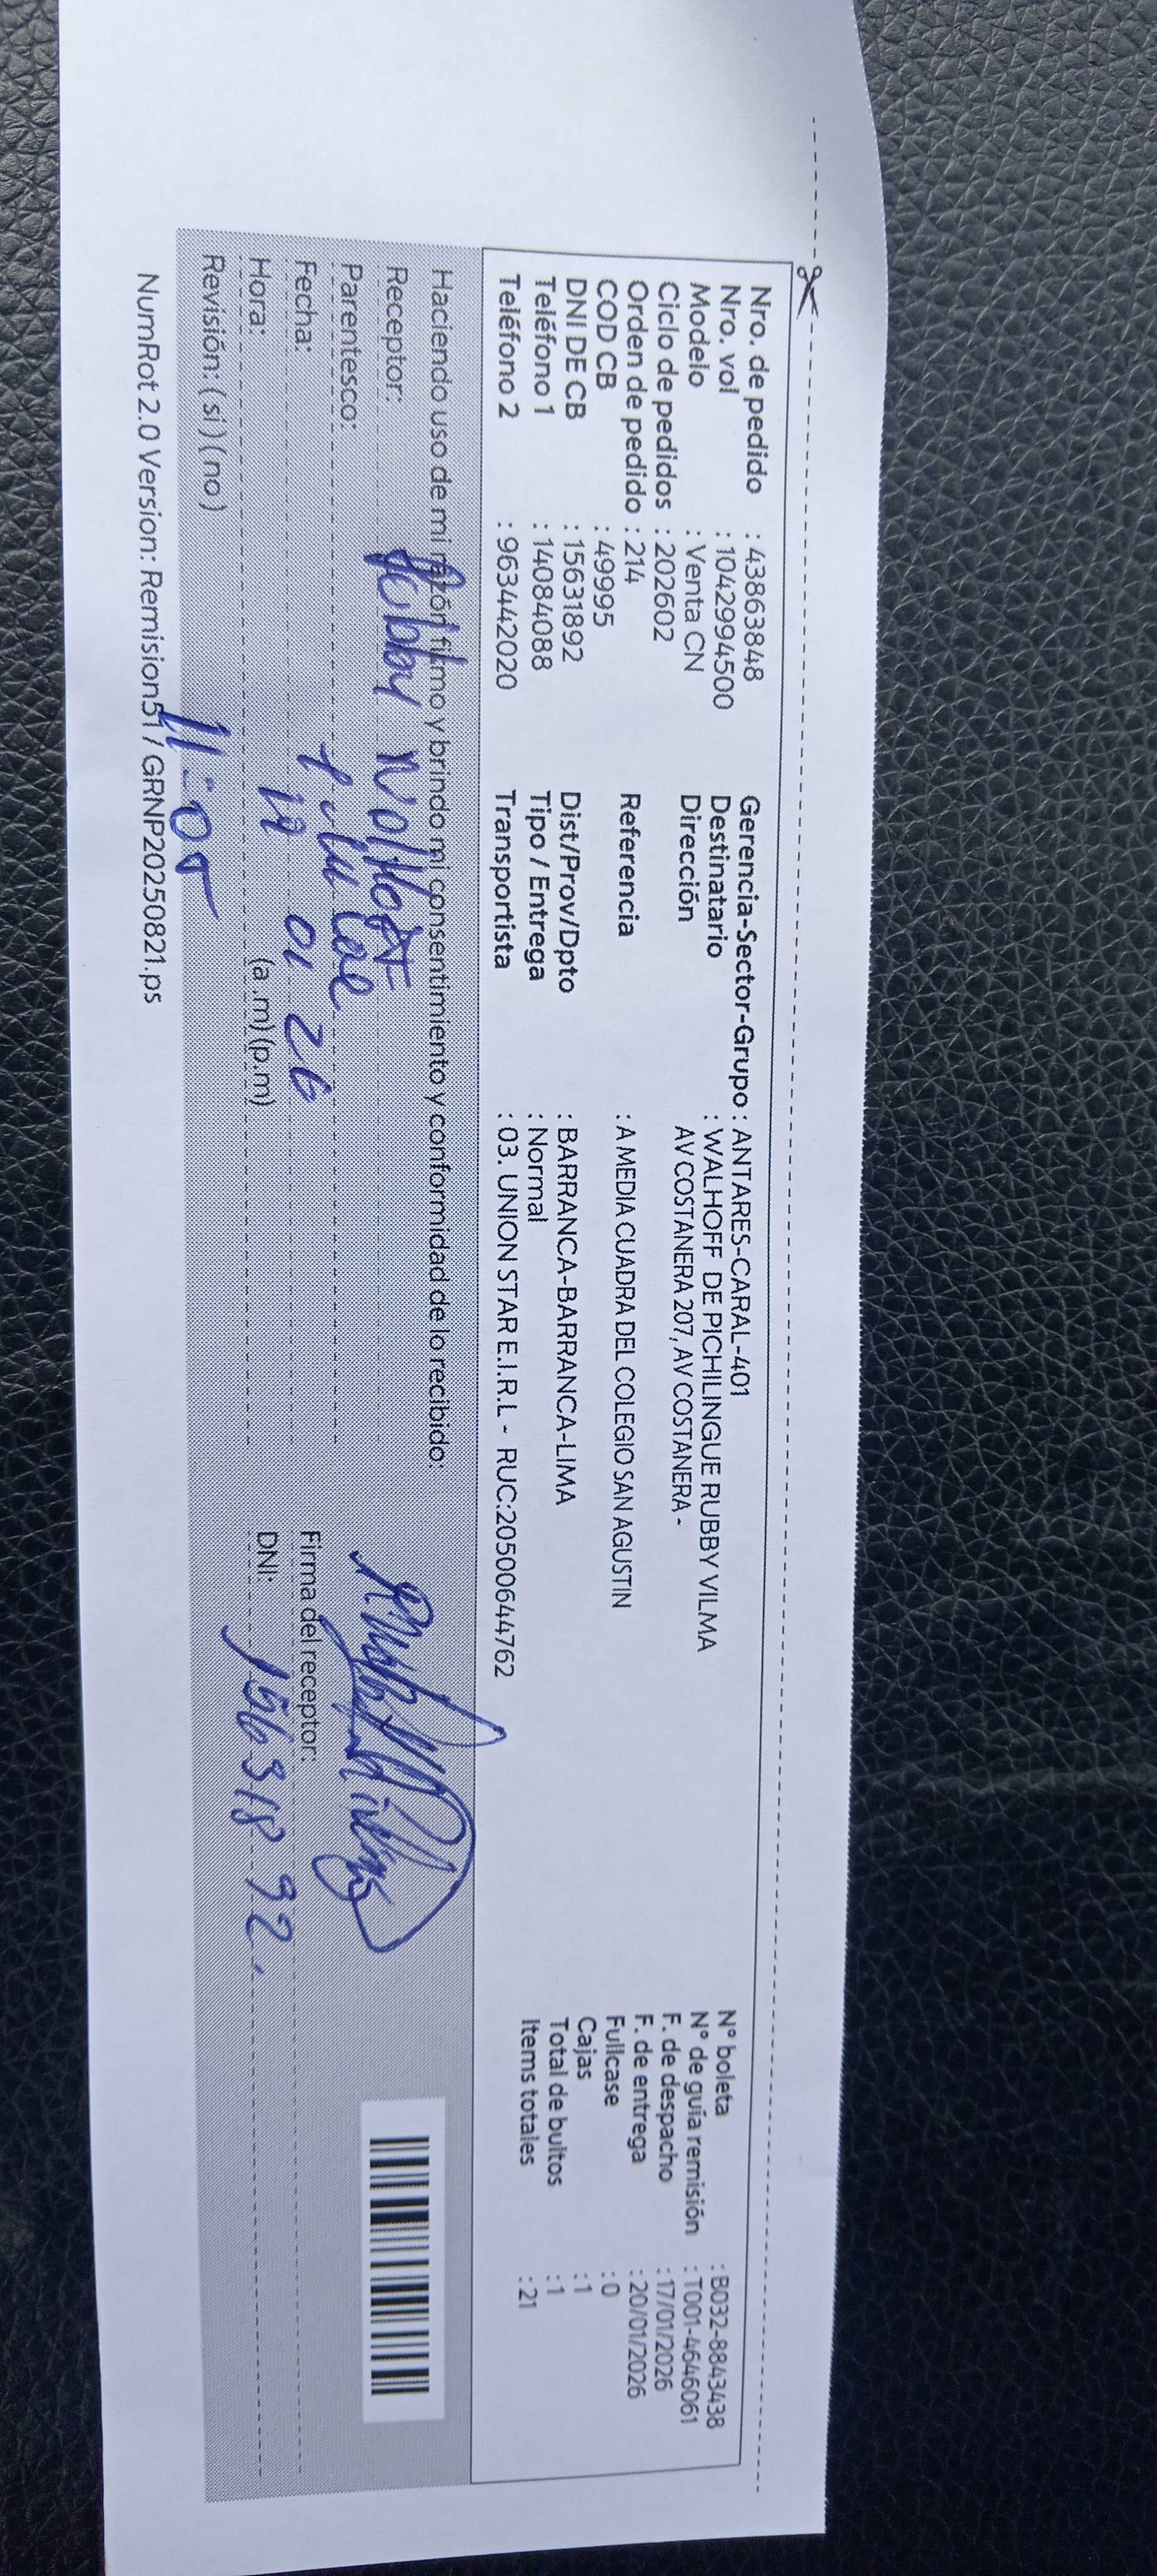 Nro. de pedido : 43863848
Nro. vol : 1042994500
Modelo : Venta CN
Ciclo de pedidos : 202602
Orden de pedido : 214
COD CB : 49995
DNI DE CB : 15631892
Teléfono 1 : 14084088
Teléfono 2 : 963442020
Gerencia-Sector-Grupo : ANTARES-CARAL-401
Destinatario : WALHOFF DE PICHILINGUE RUBBY VILMA
Dirección AV COSTANERA 207, AV COSTANERA -
Referencia : A MEDIA CUADRA DEL COLEGIO SAN AGUSTIN
Dist/Prov/Dpto : BARRANCA-BARRANCA-LIMA
Tipo / Entrega : Normal
Transportista : 03. UNION STAR E.I.R.L - RUC:20500644762
N° boleta : B032-8843438
N° de guía remisión : T001-4646061
F. de despacho : 17/01/2026
F. de entrega : 20/01/2026
Fullcase : 0
Cajas : 1
Total de bultos : 1
Items totales : 21
Haciendo uso de mi razón firmo y brindo mi consentimiento y conformidad de lo recibido:
Receptor: Rubby
Parentesco: Titular
Fecha: 19 01 26
Hora: 11:05 (a.m)(p.m)
Revisión: (si)(no)
Firma del receptor:
DNI: 15631892
NumRot 2.0 Version: Remision51 / GRNP20250821.ps